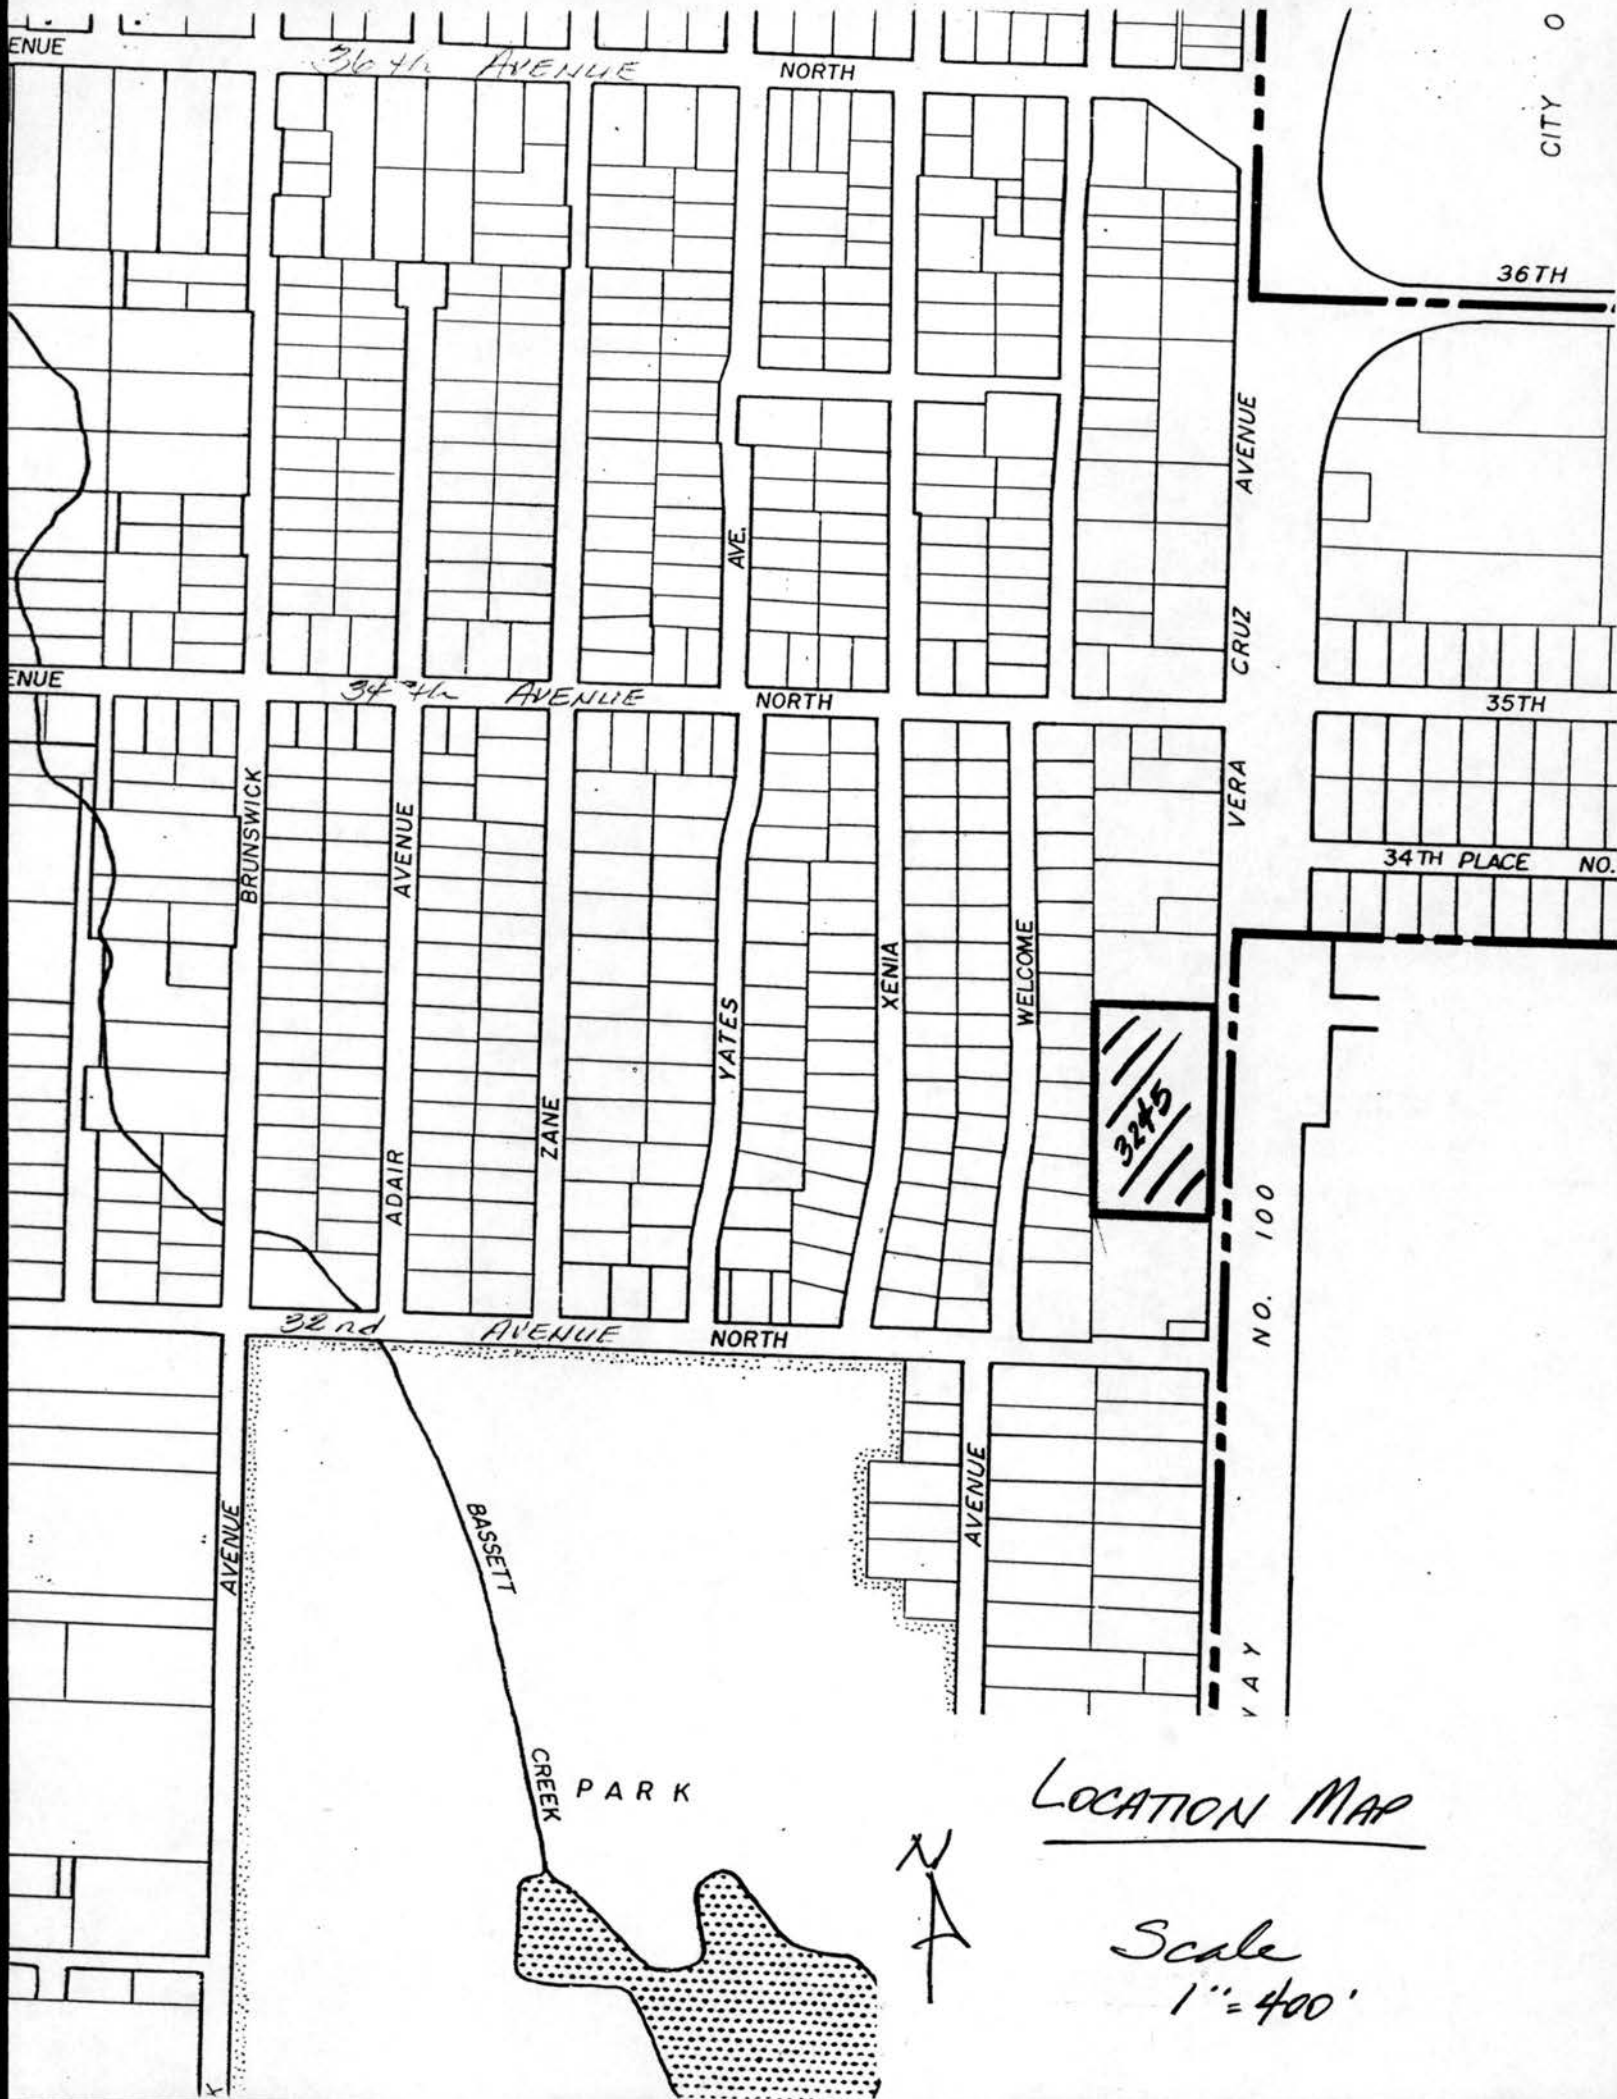 ENUE
36th AVENUE NORTH
CITY O
36TH
AVENUE
AVE.
CRUZ
ENUE
34th AVENUE NORTH
35TH
VERA
BRUNSWICK
AVENUE
34TH PLACE NO.
XENIA
WELCOME
YATES
3245
ZANE
ADAIR
NO. 100
32nd AVENUE NORTH
AVENUE
AVENUE
BASSETT
CREEK
PARK
LOCATION MAP
N
Scale
1"=400'